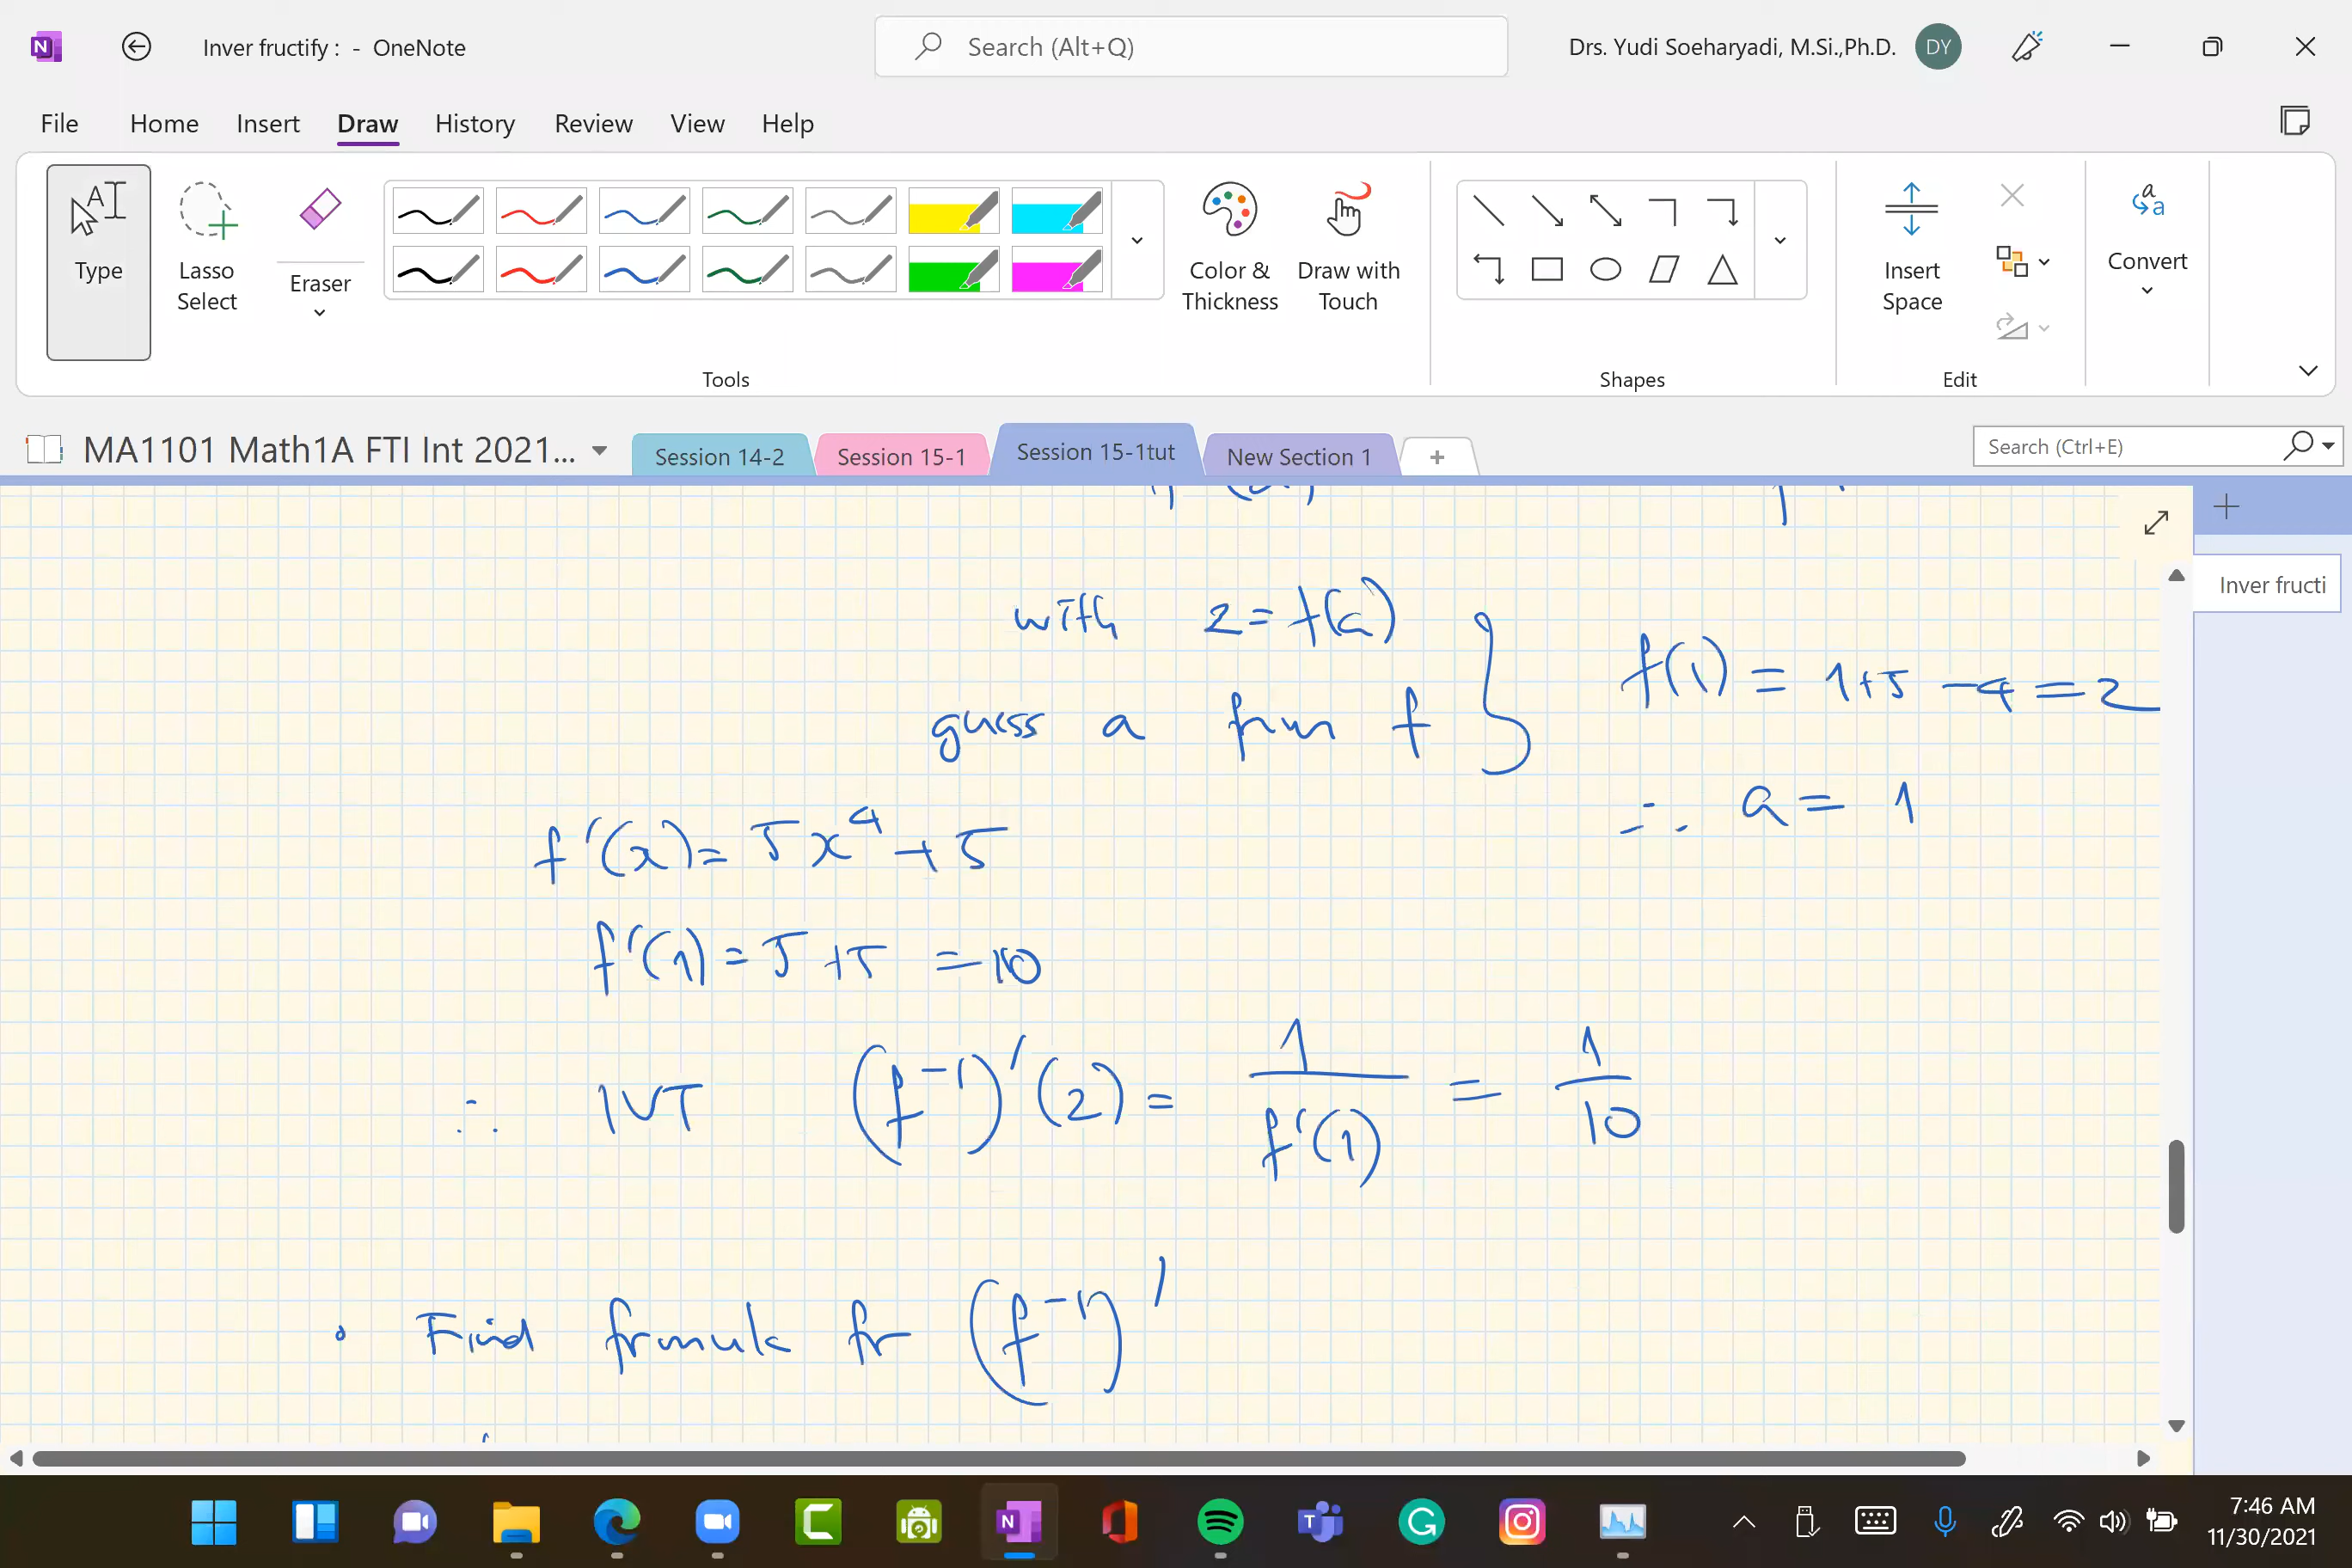 Inver fructify : - OneNote
Search (Alt+Q)
Drs. Yudi Soeharyadi, M.Si.,Ph.D.
DY
File Home Insert Draw History Review View Help
Type
Lasso Select
Eraser
Color & Thickness
Draw with Touch
Insert Space
Convert
Tools
Shapes
Edit
MA1101 Math1A FTI Int 2021...
Session 14-2
Session 15-1
Session 15-1tut
New Section 1
+
Search (Ctrl+E)
Inver fructi
with 2 = f(a)
guess a from f
f(1) = 1+5 -4 = 2
∴ a = 1
f'(x) = 5x⁴ + 5
f'(1) = 5 + 5 = 10
∴ IVT (f⁻¹)'(2) = 1/f'(1) = 1/10
• Find formula for (f⁻¹)'
7:46 AM
11/30/2021